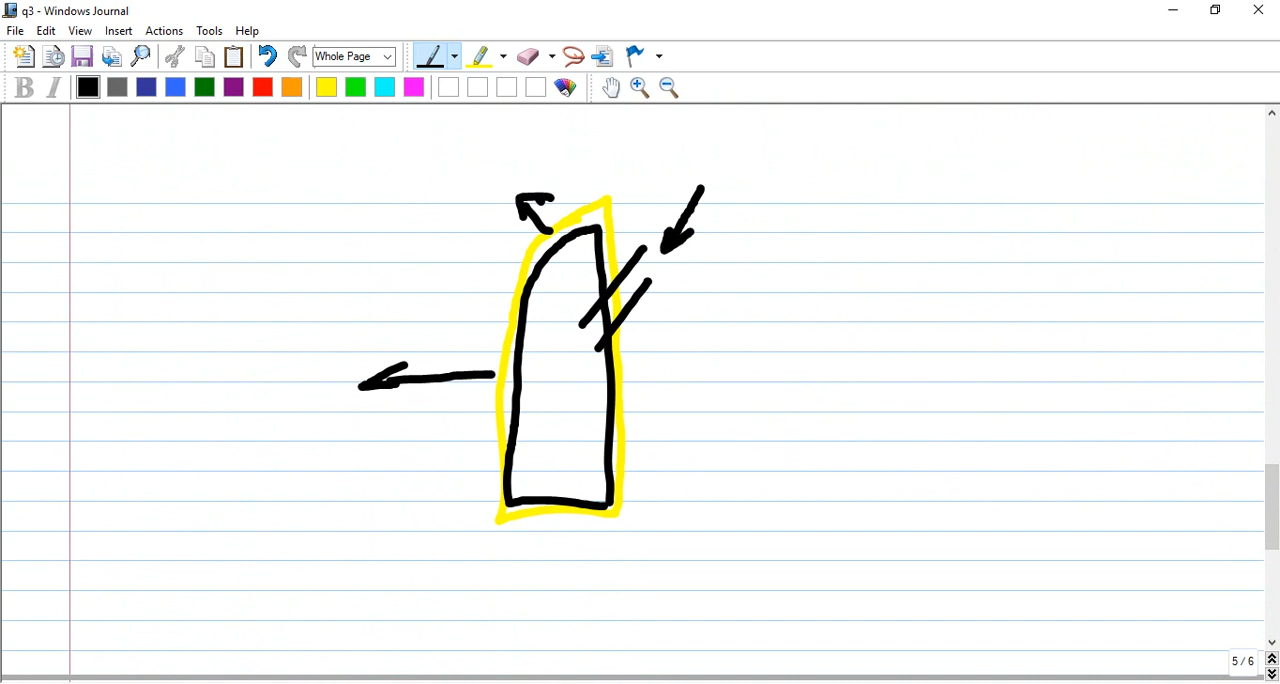 q3 - Windows Journal
File Edit View Insert Actions Tools Help
Whole Page
B I
5 / 6